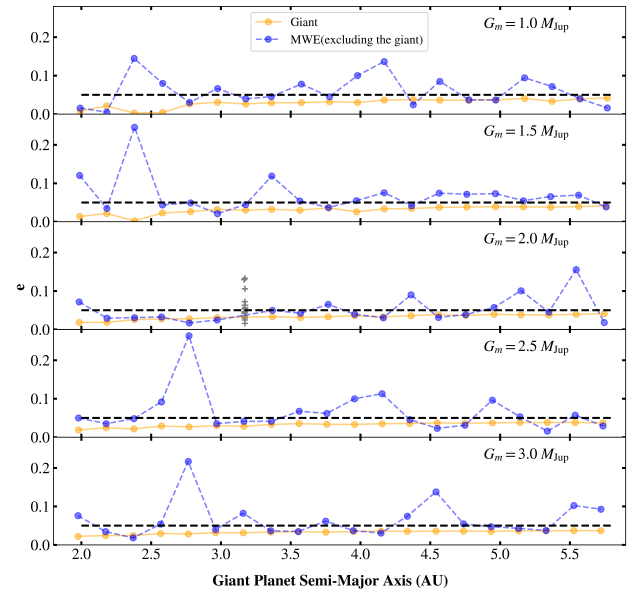 Giant
MWE(excluding the giant)
G_m = 1.0 M_Jup
0.2
0.1
0.0
G_m = 1.5 M_Jup
0.2
0.1
0.0
G_m = 2.0 M_Jup
0.2
0.1
0.0
e
G_m = 2.5 M_Jup
0.2
0.1
0.0
G_m = 3.0 M_Jup
0.2
0.1
0.0
2.0 2.5 3.0 3.5 4.0 4.5 5.0 5.5
Giant Planet Semi-Major Axis (AU)